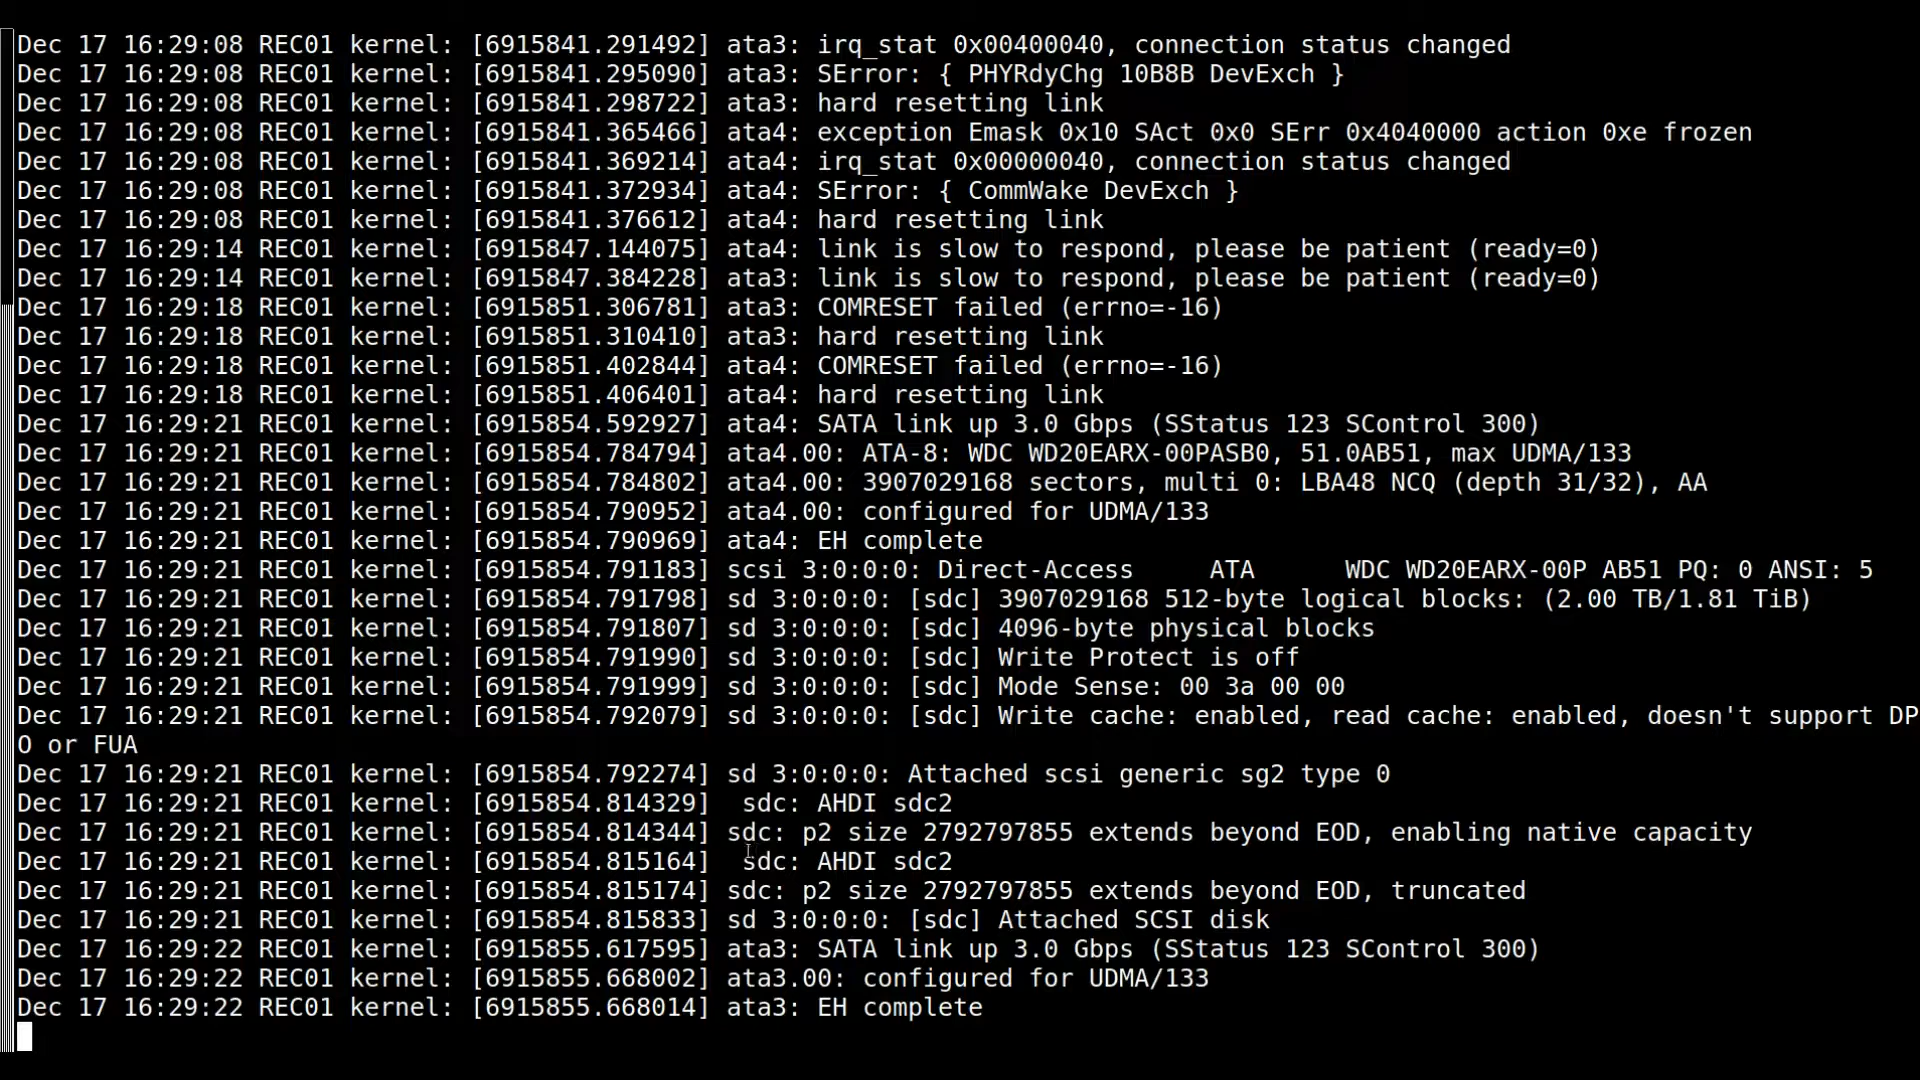 Dec 17 16:29:08 REC01 kernel: [6915841.291492] ata3: irq_stat 0x00400040, connection status changed
Dec 17 16:29:08 REC01 kernel: [6915841.295090] ata3: SError: { PHYRdyChg 10B8B DevExch }
Dec 17 16:29:08 REC01 kernel: [6915841.298722] ata3: hard resetting link
Dec 17 16:29:08 REC01 kernel: [6915841.365466] ata4: exception Emask 0x10 SAct 0x0 SErr 0x4040000 action 0xe frozen
Dec 17 16:29:08 REC01 kernel: [6915841.369214] ata4: irq_stat 0x00000040, connection status changed
Dec 17 16:29:08 REC01 kernel: [6915841.372934] ata4: SError: { CommWake DevExch }
Dec 17 16:29:08 REC01 kernel: [6915841.376612] ata4: hard resetting link
Dec 17 16:29:14 REC01 kernel: [6915847.144075] ata4: link is slow to respond, please be patient (ready=0)
Dec 17 16:29:14 REC01 kernel: [6915847.384228] ata3: link is slow to respond, please be patient (ready=0)
Dec 17 16:29:18 REC01 kernel: [6915851.306781] ata3: COMRESET failed (errno=-16)
Dec 17 16:29:18 REC01 kernel: [6915851.310410] ata3: hard resetting link
Dec 17 16:29:18 REC01 kernel: [6915851.402844] ata4: COMRESET failed (errno=-16)
Dec 17 16:29:18 REC01 kernel: [6915851.406401] ata4: hard resetting link
Dec 17 16:29:21 REC01 kernel: [6915854.592927] ata4: SATA link up 3.0 Gbps (SStatus 123 SControl 300)
Dec 17 16:29:21 REC01 kernel: [6915854.784794] ata4.00: ATA-8: WDC WD20EARX-00PASB0, 51.0AB51, max UDMA/133
Dec 17 16:29:21 REC01 kernel: [6915854.784802] ata4.00: 3907029168 sectors, multi 0: LBA48 NCQ (depth 31/32), AA
Dec 17 16:29:21 REC01 kernel: [6915854.790952] ata4.00: configured for UDMA/133
Dec 17 16:29:21 REC01 kernel: [6915854.790969] ata4: EH complete
Dec 17 16:29:21 REC01 kernel: [6915854.791183] scsi 3:0:0:0: Direct-Access     ATA      WDC WD20EARX-00P AB51 PQ: 0 ANSI: 5
Dec 17 16:29:21 REC01 kernel: [6915854.791798] sd 3:0:0:0: [sdc] 3907029168 512-byte logical blocks: (2.00 TB/1.81 TiB)
Dec 17 16:29:21 REC01 kernel: [6915854.791807] sd 3:0:0:0: [sdc] 4096-byte physical blocks
Dec 17 16:29:21 REC01 kernel: [6915854.791990] sd 3:0:0:0: [sdc] Write Protect is off
Dec 17 16:29:21 REC01 kernel: [6915854.791999] sd 3:0:0:0: [sdc] Mode Sense: 00 3a 00 00
Dec 17 16:29:21 REC01 kernel: [6915854.792079] sd 3:0:0:0: [sdc] Write cache: enabled, read cache: enabled, doesn't support DP
O or FUA
Dec 17 16:29:21 REC01 kernel: [6915854.792274] sd 3:0:0:0: Attached scsi generic sg2 type 0
Dec 17 16:29:21 REC01 kernel: [6915854.814329]  sdc: AHDI sdc2
Dec 17 16:29:21 REC01 kernel: [6915854.814344] sdc: p2 size 2792797855 extends beyond EOD, enabling native capacity
Dec 17 16:29:21 REC01 kernel: [6915854.815164]  sdc: AHDI sdc2
Dec 17 16:29:21 REC01 kernel: [6915854.815174] sdc: p2 size 2792797855 extends beyond EOD, truncated
Dec 17 16:29:21 REC01 kernel: [6915854.815833] sd 3:0:0:0: [sdc] Attached SCSI disk
Dec 17 16:29:22 REC01 kernel: [6915855.617595] ata3: SATA link up 3.0 Gbps (SStatus 123 SControl 300)
Dec 17 16:29:22 REC01 kernel: [6915855.668002] ata3.00: configured for UDMA/133
Dec 17 16:29:22 REC01 kernel: [6915855.668014] ata3: EH complete